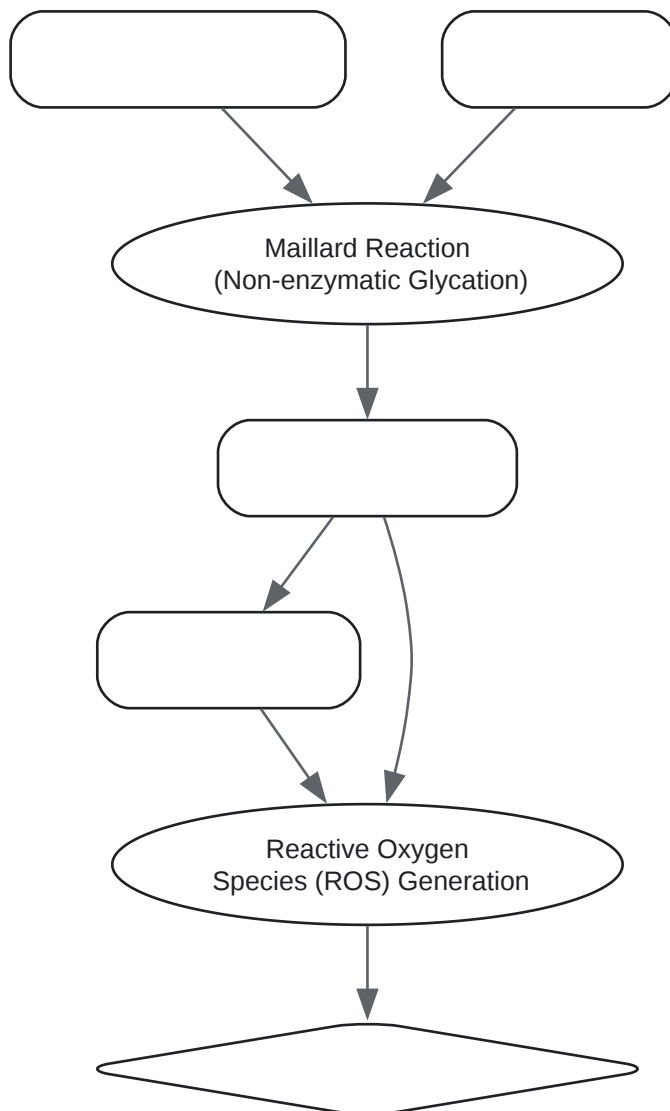 Maillard Reaction
(Non-enzymatic Glycation)
Reactive Oxygen
Species (ROS) Generation